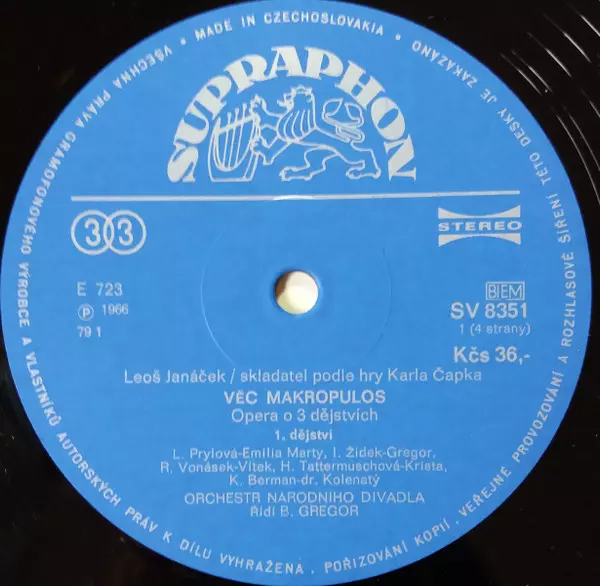 VŠECHNA PRÁVA GRAMOFONOVÉHO VÝROBCE A VLASTNÍKŮ AUTORSKÝCH PRÁV K DÍLU VYHRAŽENA. POŘIZOVÁNÍ KOPIÍ. VEŘEJNÉ PROVOZOVÁNÍ A ROZHLASOVÉ ŠÍŘENÍ TÉTO DESKY JE ZAKÁZÁNO
• MADE IN CZECHOSLOVAKIA •
SUPRAPHON
33
STEREO
E 723
℗ 1966
79 1
BIEM
SV 8351
1 (4 strany)
Kčs 36,-
Leoš Janáček / skladatel podle hry Karla Čapka
VĚC MAKROPULOS
Opera o 3 dějstvích
1. dějství
L. Prylová-Emilia Marty, I. Židek-Gregor,
R. Vonásek-Vítek, H. Tattermuschová-Krista,
K. Berman-dr. Kolenatý
ORCHESTR NÁRODNIHO DIVADLA
Řídí B. GREGOR